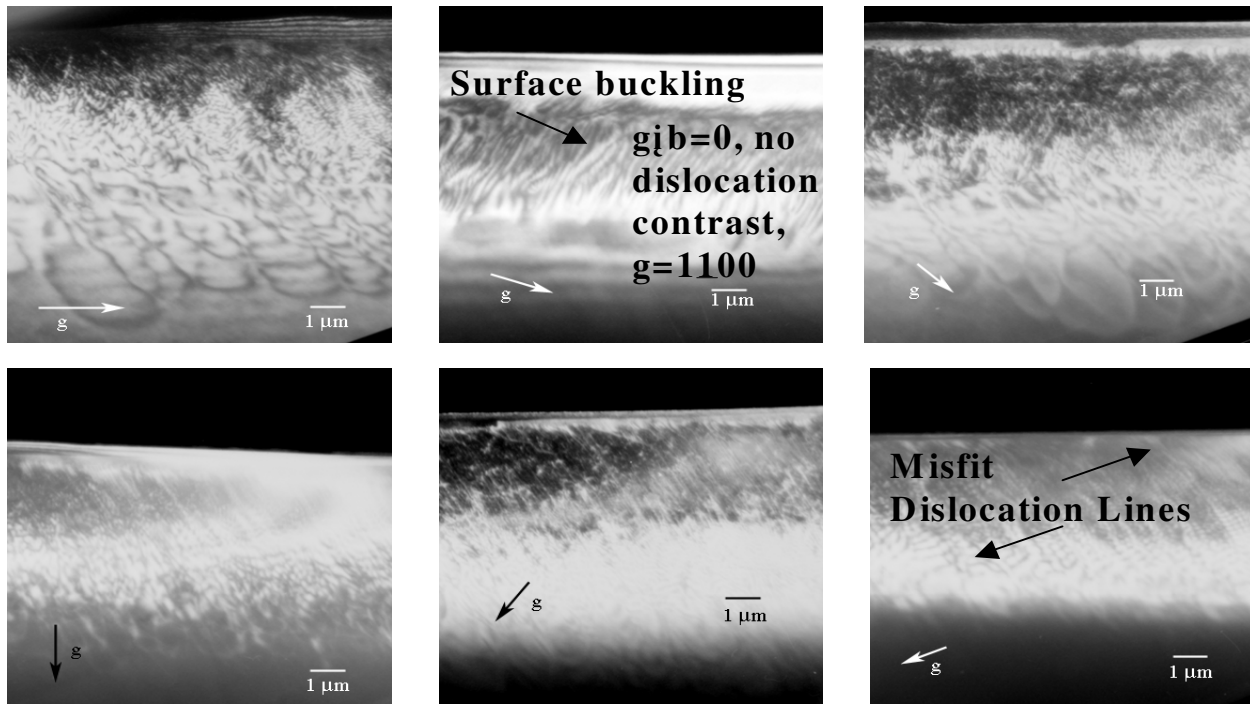 g
1 µm
Surface buckling
gįb=0, no
dislocation
contrast,
g=1100
g
1 µm
g
1 µm
g
1 µm
g
1 µm
Misfit
Dislocation Lines
g
1 µm